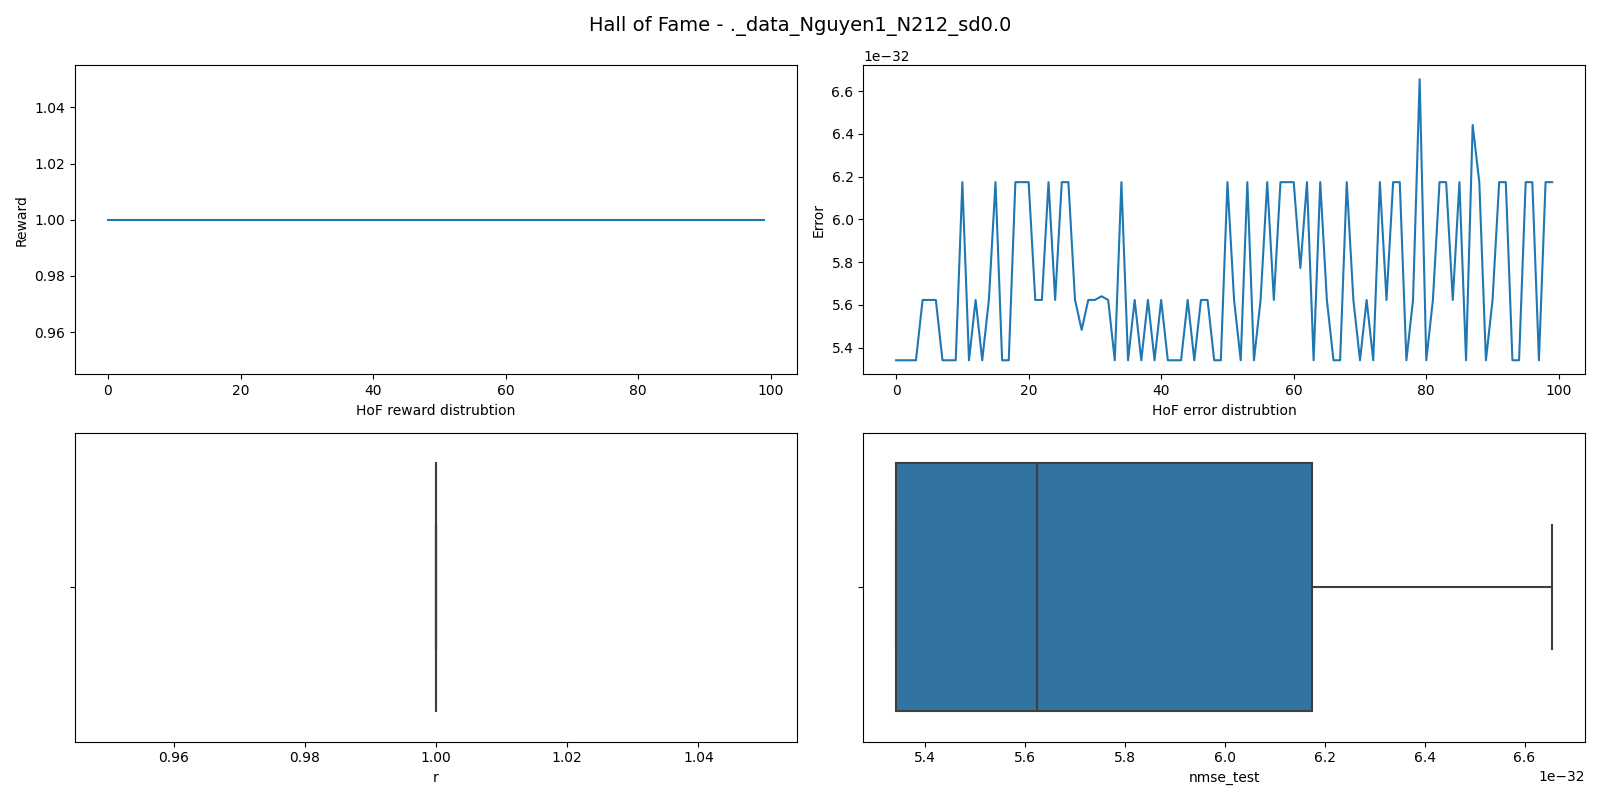 Hall of Fame - ._data_Nguyen1_N212_sd0.0
1e−32
1.04
1.02
1.00
0.98
0.96
Reward
0 20 40 60 80 100
HoF reward distrubtion
6.6
6.4
6.2
6.0
5.8
5.6
5.4
Error
0 20 40 60 80 100
HoF error distrubtion
0.96 0.98 1.00 1.02 1.04
r
5.4 5.6 5.8 6.0 6.2 6.4 6.6
nmse_test
1e−32